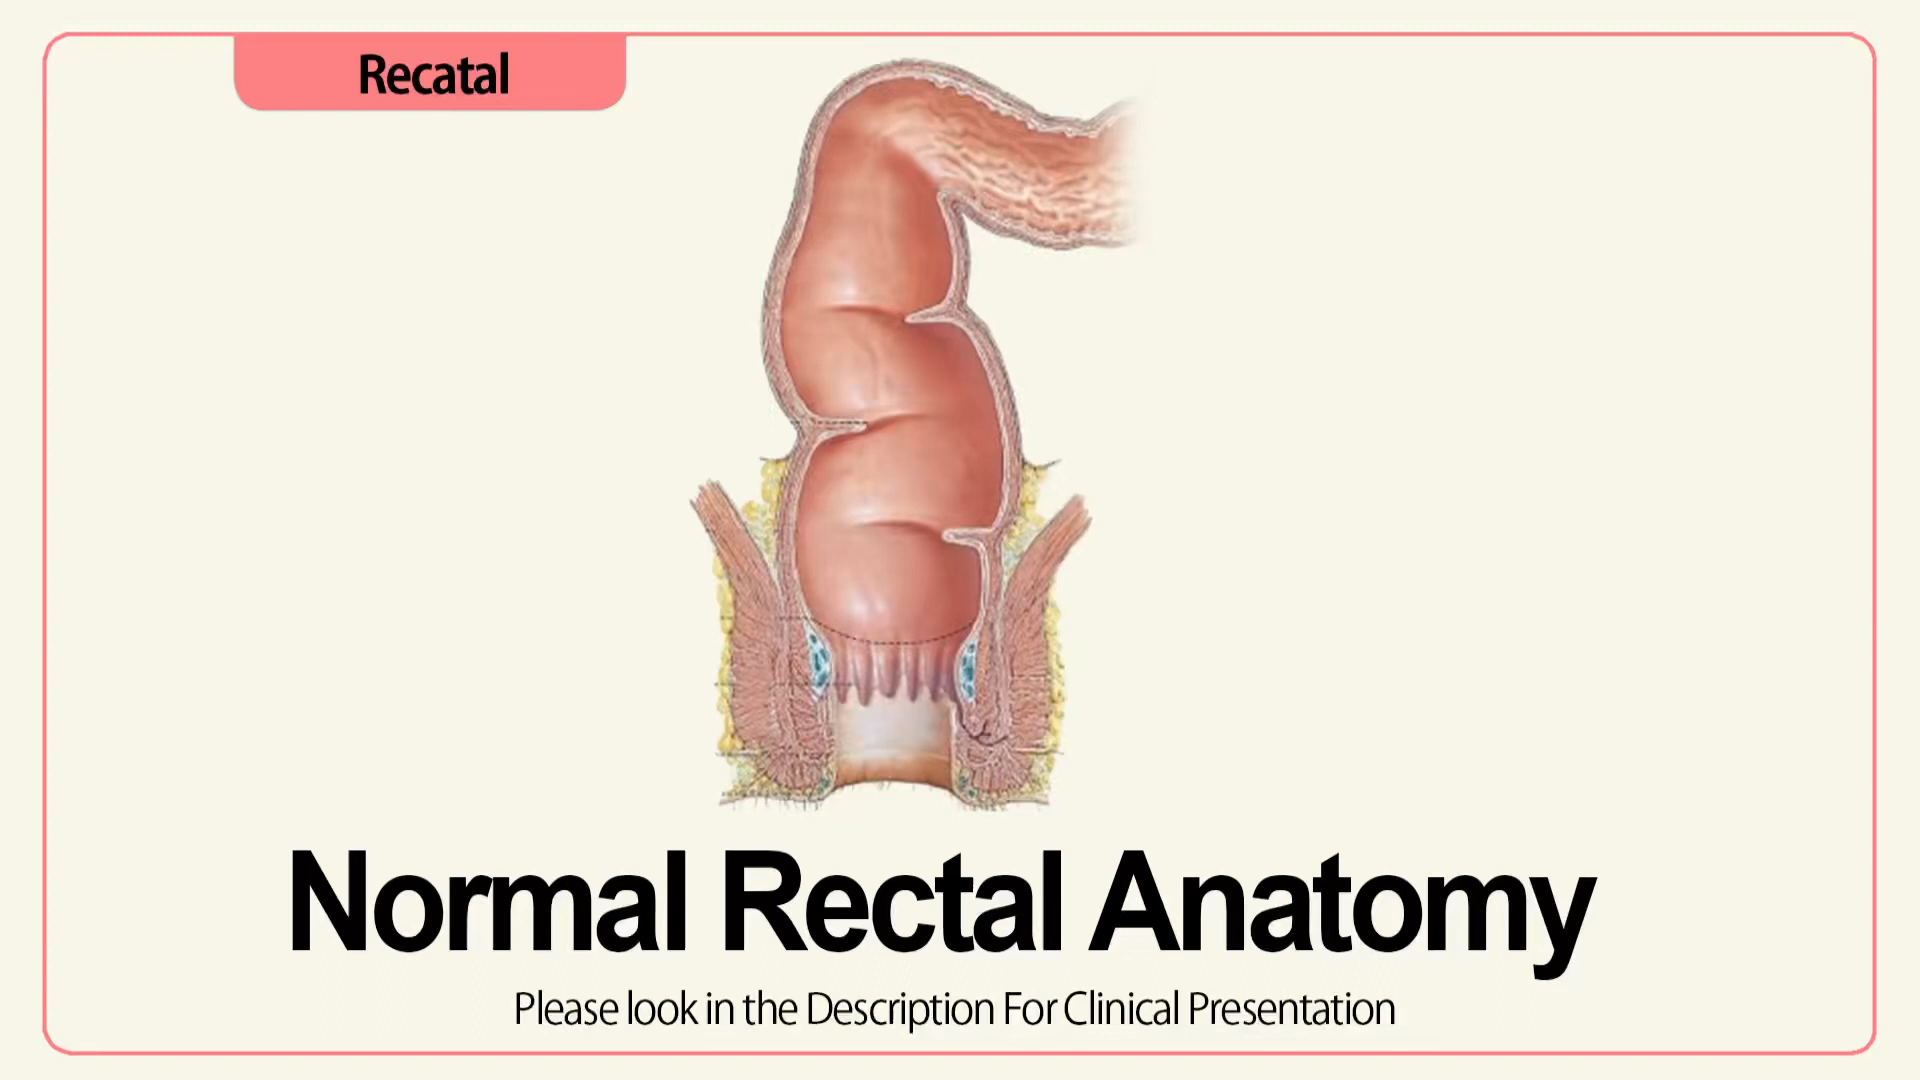 Recatal
Normal Rectal Anatomy
Please look in the Description For Clinical Presentation